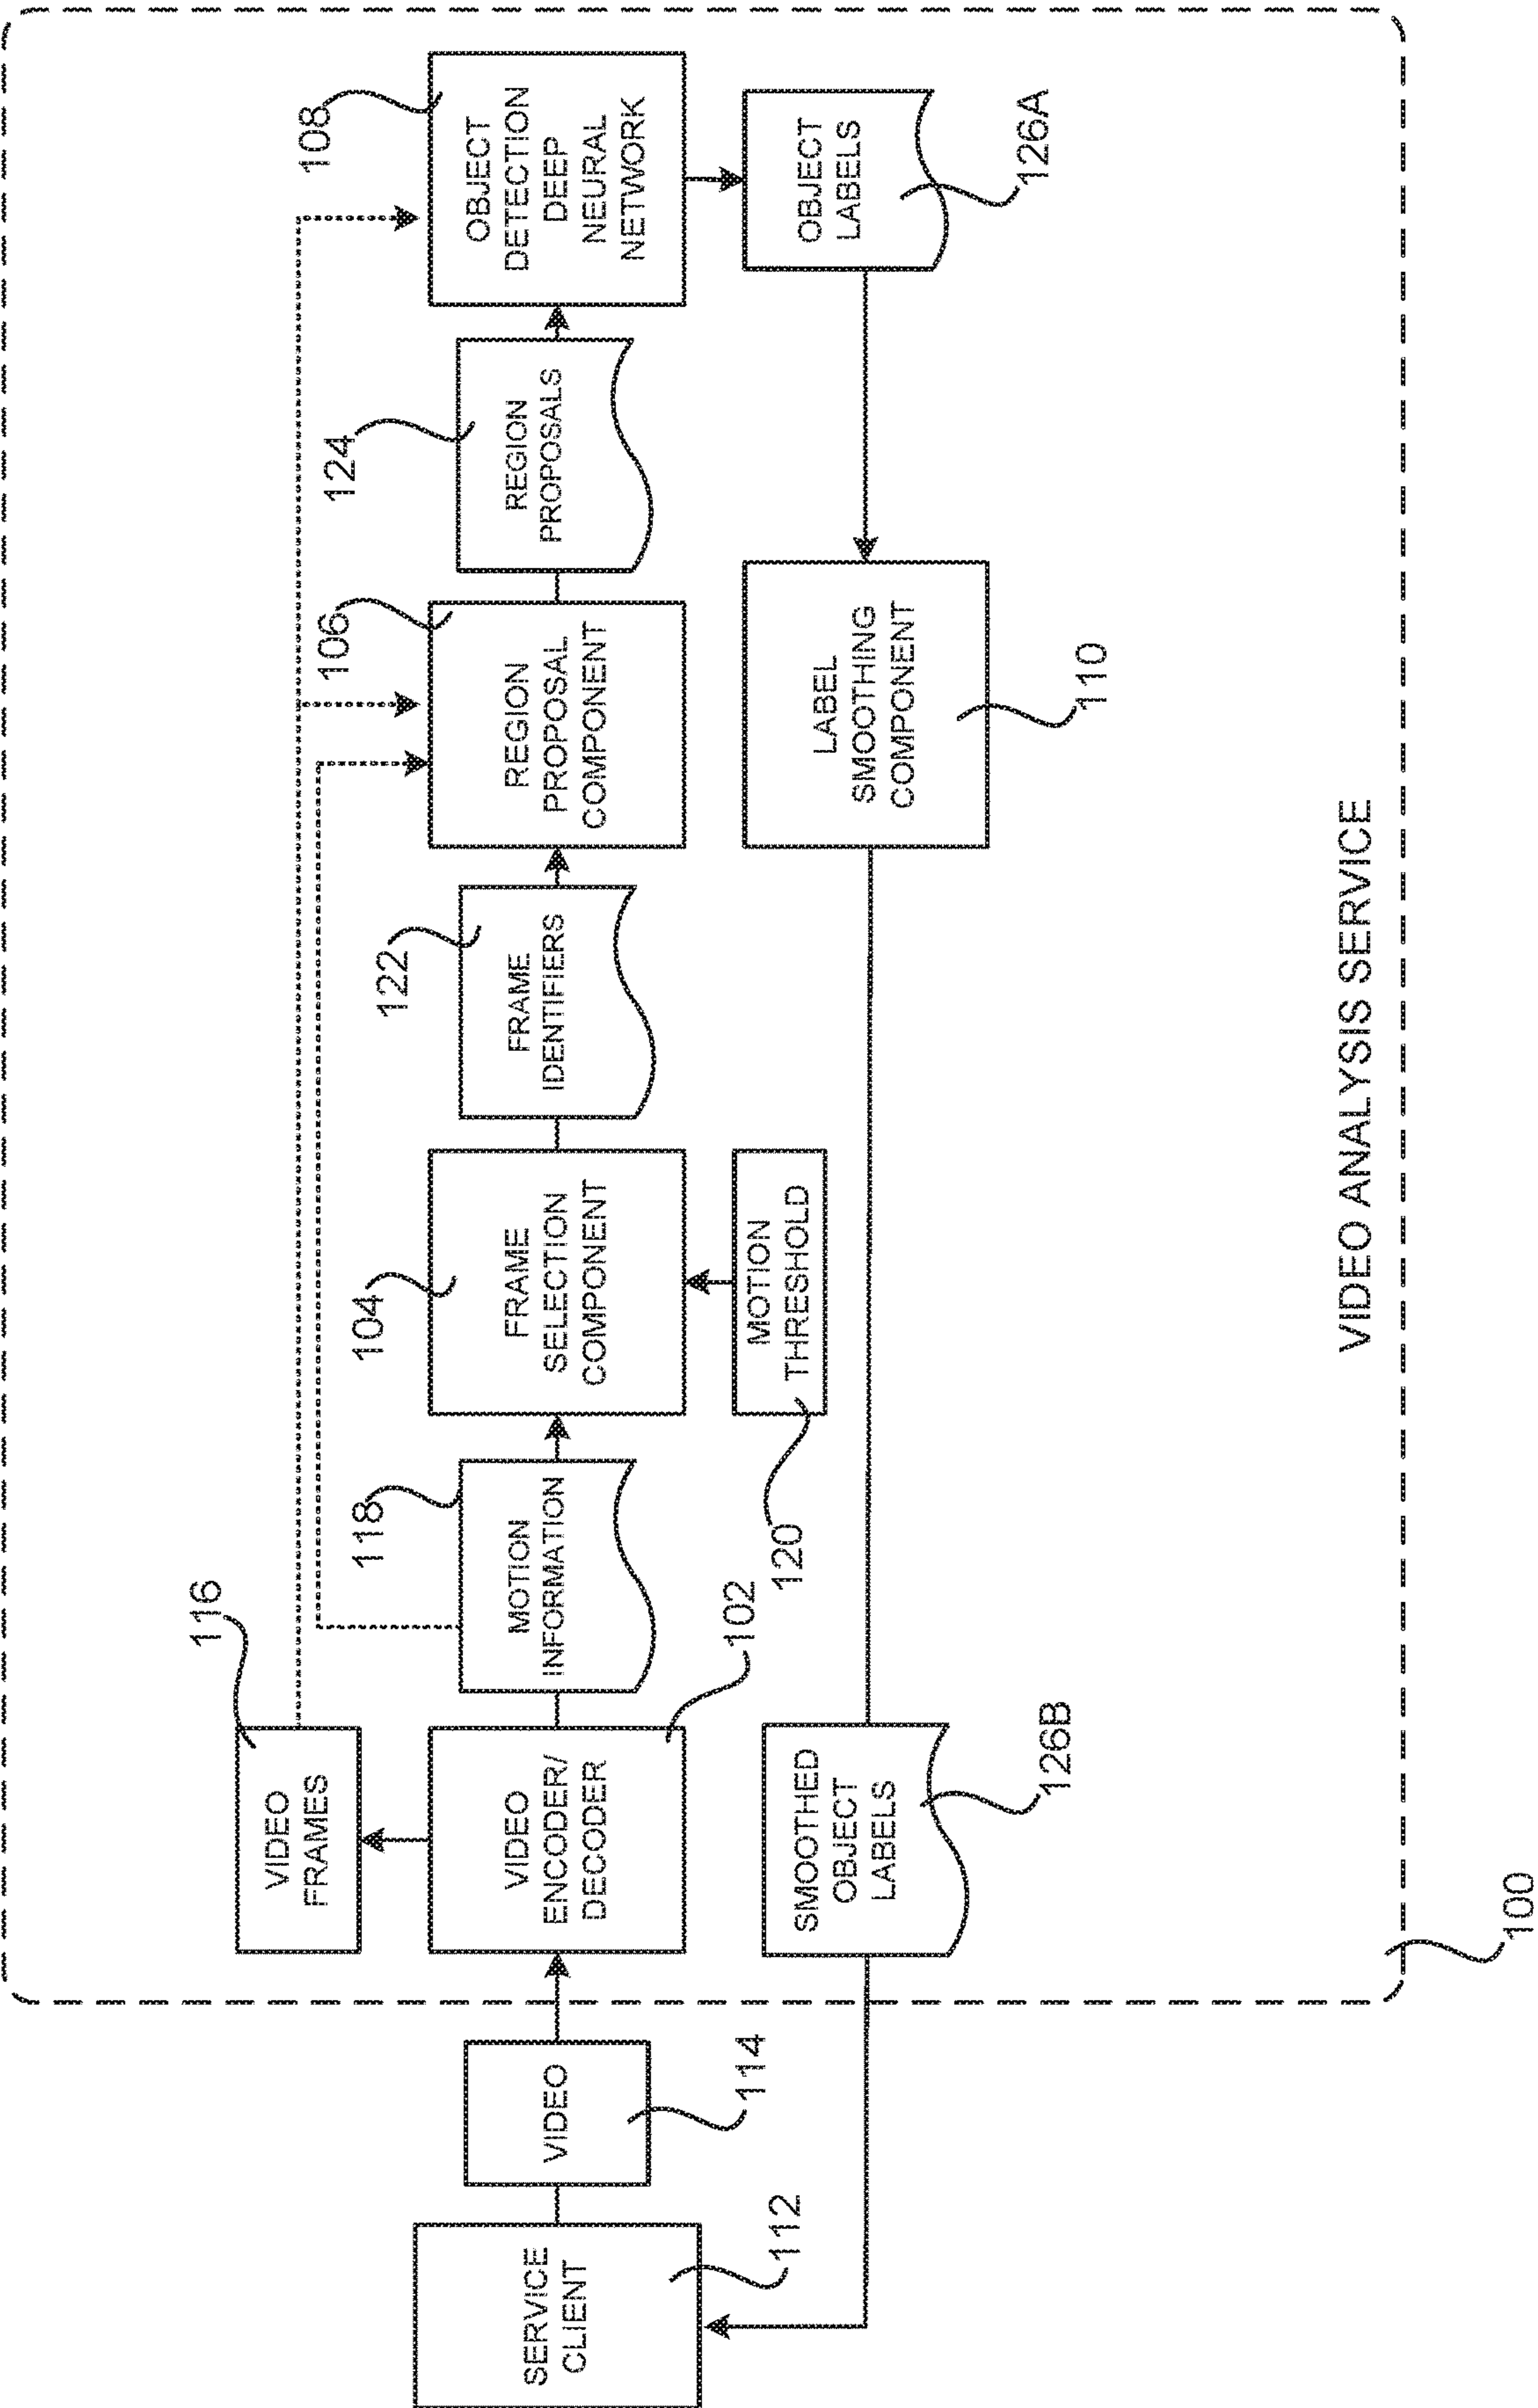 116
VIDEO
FRAMES
118
104
122
106
124
108
SERVICE
CLIENT
VIDEO
VIDEO
ENCODER/
DECODER
MOTION
INFORMATION
FRAME
SELECTION
COMPONENT
FRAME
IDENTIFIERS
REGION
PROPOSAL
COMPONENT
REGION
PROPOSALS
OBJECT
DETECTION
DEEP
NEURAL
NETWORK
112
114
102
120
MOTION
THRESHOLD
SMOOTHED
OBJECT
LABELS
126B
LABEL
SMOOTHING
COMPONENT
110
OBJECT
LABELS
126A
VIDEO ANALYSIS SERVICE
100